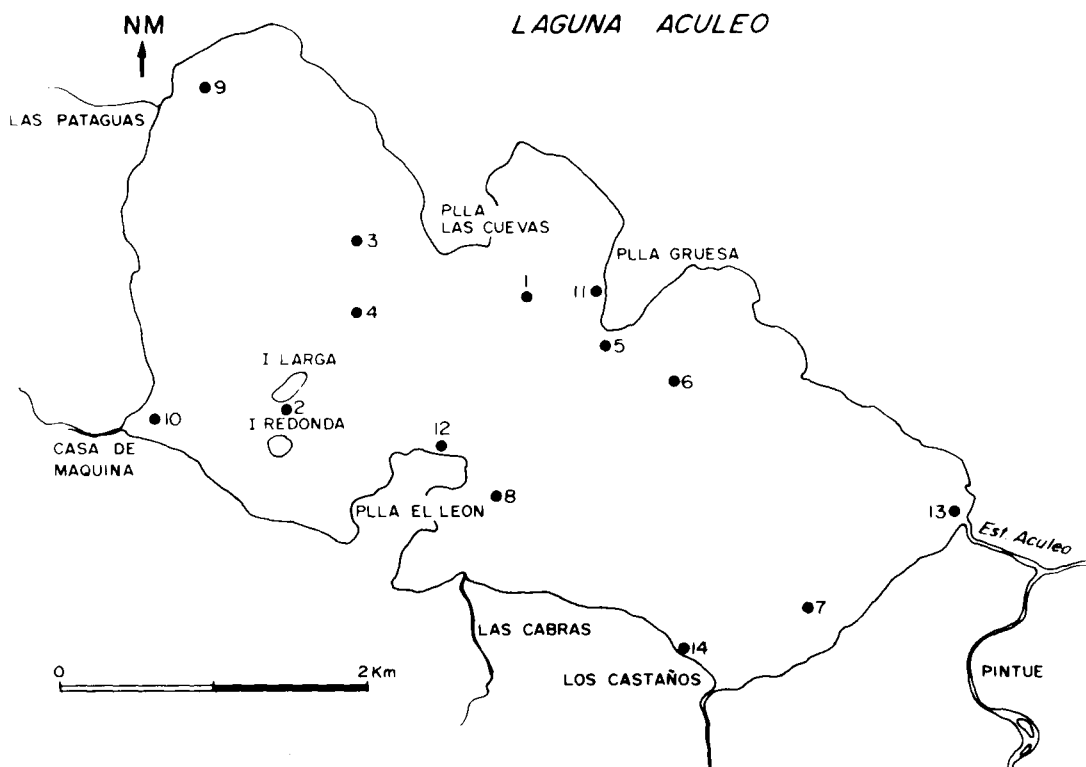 LAGUNA ACULEO
NM
9
LAS PATAGUAS
PLLA
LAS CUEVAS
3
PLLA GRUESA
1
11
4
5
I LARGA
6
2
10
I REDONDA
12
CASA DE
MAQUINA
8
PLLA EL LEON
13
Est. Aculeo
7
LAS CABRAS
14
LOS CASTAÑOS
PINTUE
0
2 Km